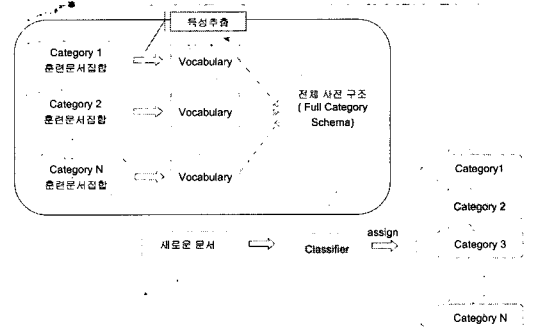 특성추출
Category 1
훈련문서집합
Vocabulary
Category 2
훈련문서집합
Vocabulary
전체 사전 구조
( Full Category
Schema)
Category N
훈련문서집합
Vocabulary
Category1
Category 2
새로운 문서
Classifier
assign
Category 3
Category N